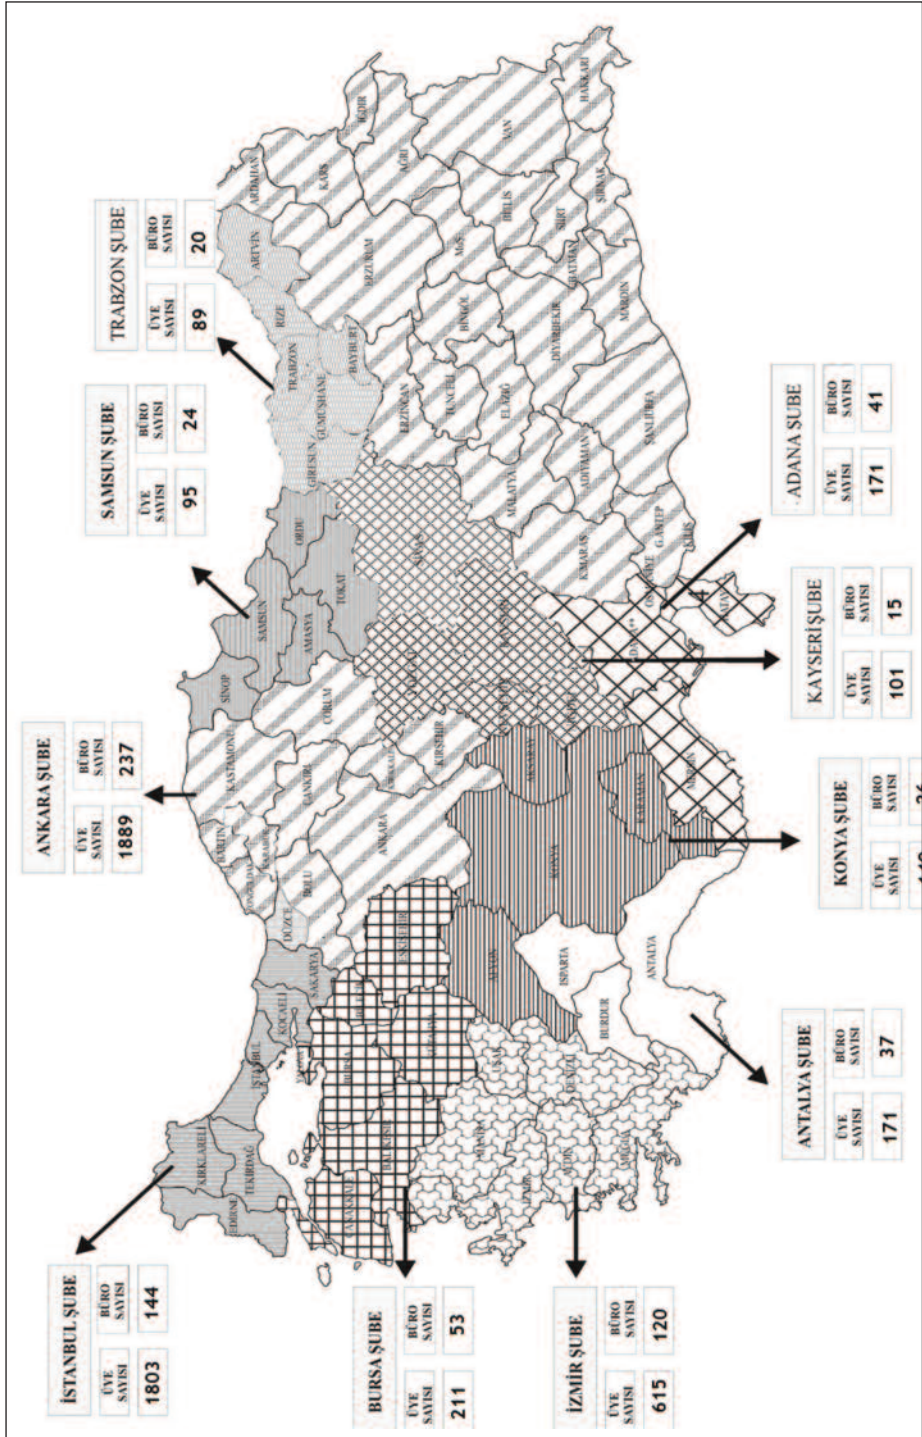 İSTANBUL ŞUBE
ÜYE
SAYISI
BÜRO
SAYISI
1803
144
ANKARA ŞUBE
ÜYE
SAYISI
BÜRO
SAYISI
1889
237
SAMSUN ŞUBE
ÜYE
SAYISI
BÜRO
SAYISI
95
24
TRABZON ŞUBE
ÜYE
SAYISI
BÜRO
SAYISI
89
20
BURSA ŞUBE
ÜYE
SAYISI
BÜRO
SAYISI
211
53
İZMİR ŞUBE
ÜYE
SAYISI
BÜRO
SAYISI
615
120
ANTALYA ŞUBE
ÜYE
SAYISI
BÜRO
SAYISI
171
37
KONYA ŞUBE
ÜYE
SAYISI
BÜRO
SAYISI
KAYSERİ ŞUBE
ÜYE
SAYISI
BÜRO
SAYISI
101
15
ADANA ŞUBE
ÜYE
SAYISI
BÜRO
SAYISI
171
41
EDİRNE
KIRKLARELİ
TEKİRDAĞ
İSTANBUL
KOCAELİ
SAKARYA
DÜZCE
BOLU
BARTIN
KASTAMONU
ÇANKIRI
ÇORUM
SİNOP
SAMSUN
AMASYA
TOKAT
ORDU
GİRESUN
GÜMÜŞHANE
TRABZON
BAYBURT
RİZE
ARTVİN
ARDAHAN
KARS
IĞDIR
AĞRI
ERZURUM
ERZİNCAN
TUNCELİ
BİNGÖL
MUŞ
BİTLİS
VAN
HAKKARİ
ŞIRNAK
SİİRT
BATMAN
MARDİN
DİYARBEKİR
ELAZIĞ
MALATYA
ADIYAMAN
ŞANLIURFA
G.ANTEP
KİLİS
K.MARAŞ
4
SİVAS
KAYSERİ
KIRŞEHİR
ANKARA
ESKİŞEHİR
BURSA
BALIKESİR
ÇANAKKALE
MANİSA
İZMİR
AYDIN
MUĞLA
DENİZLİ
UŞAK
AFYON
ISPARTA
BURDUR
ANTALYA
KONYA
KARAMAN
AKSARAY
MERSİN